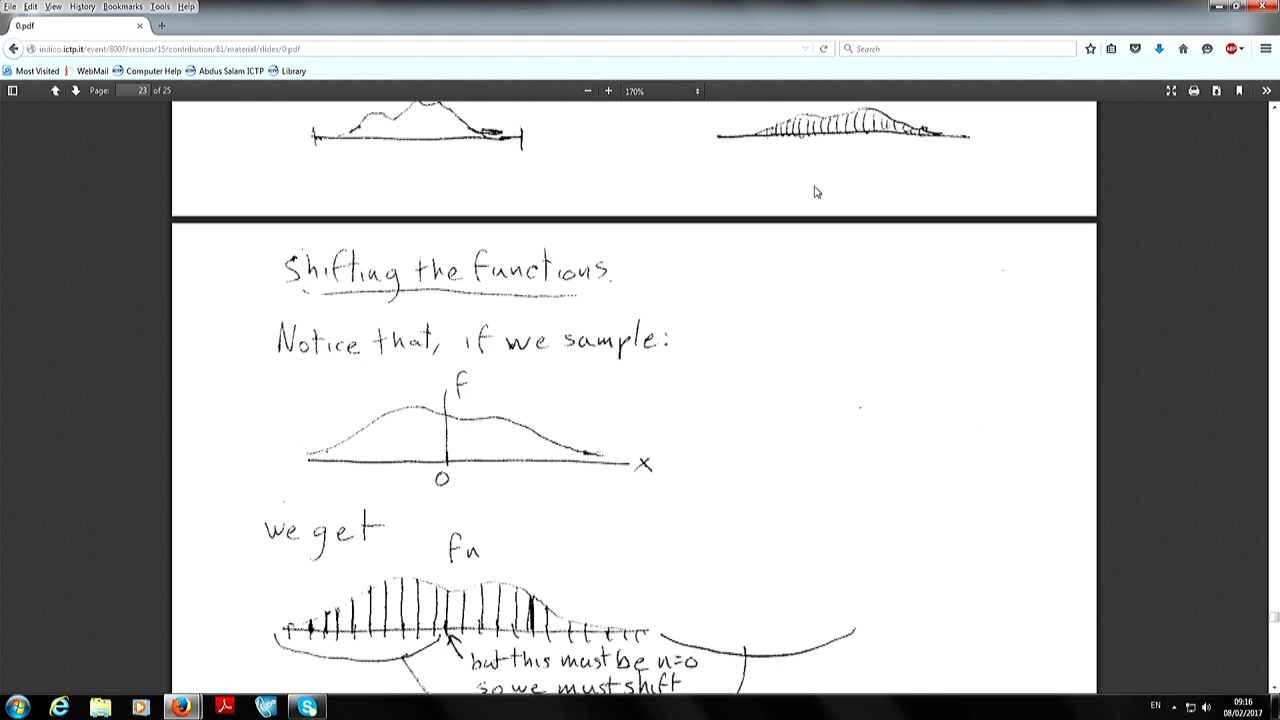 File Edit View History Bookmarks Tools Help
0.pdf
indico.ictp.it/event/8007/session/15/contribution/81/material/slides/0.pdf
Search
Most Visited WebMail Computer Help Abdus Salam ICTP Library
Page: 23 of 25
170%
Shifting the functions.
Notice that, if we sample:
f
x
0
we get
fn
but this must be n=0
so we must shift
EN
09:16
08/02/2017